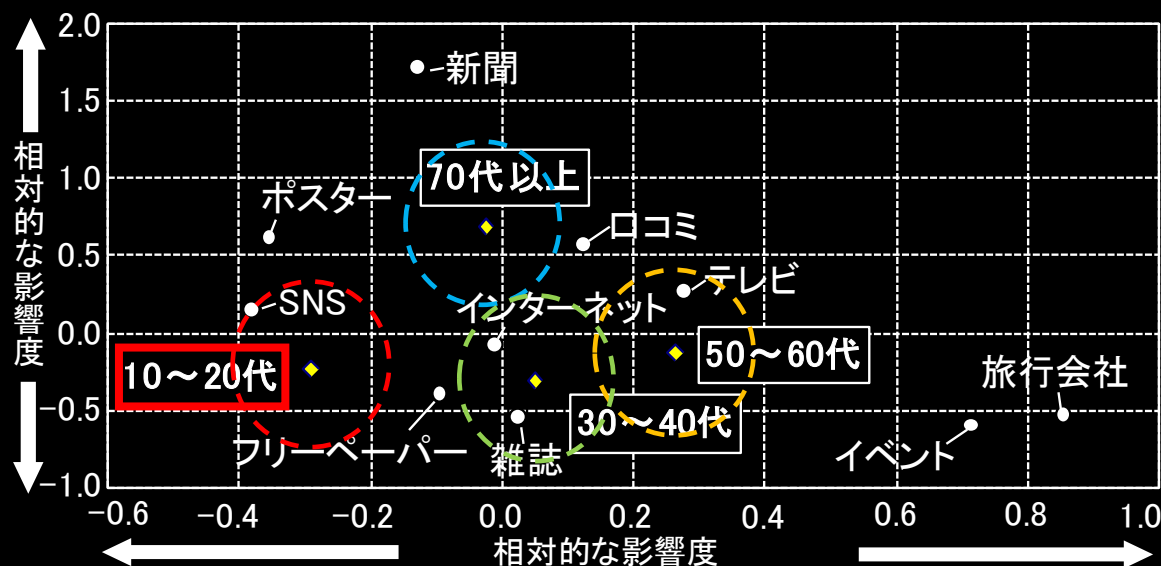 2.0
新聞
1.5
相対的な影響度
1.0
70代以上
ポスター
口コミ
0.5
テレビ
SNS
インターネット
0.0
50～60代
10～20代
旅行会社
−0.5
30～40代
フリーペーパー
雑誌
イベント
−1.0
−0.6
−0.4
−0.2
0.0
0.2
0.4
0.6
0.8
1.0
相対的な影響度